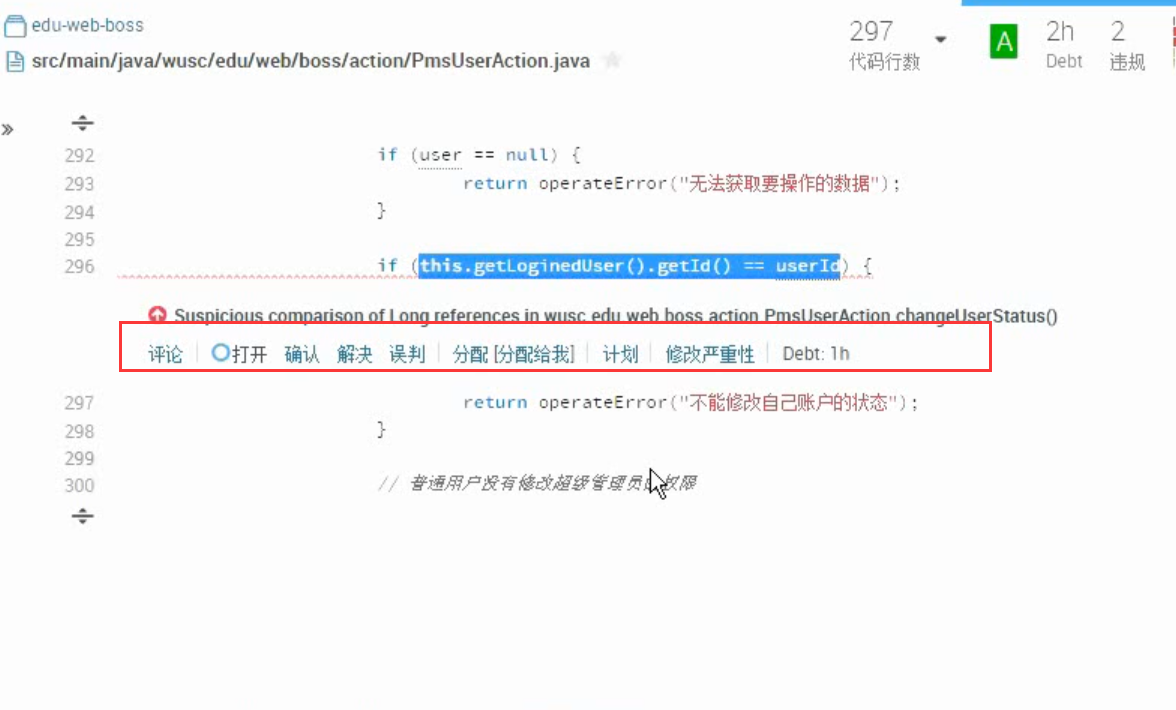 edu-web-boss
src/main/java/wusc/edu/web/boss/action/PmsUserAction.java
297
代码行数
A
2h
Debt
2
违规
»
292 if (user == null) {
293 return operateError("无法获取要操作的数据");
294 }
295
296 if (this.getLoginedUser().getId() == userId) {
Suspicious comparison of Long references in wusc.edu.web.boss.action.PmsUserAction.changeUserStatus()
评论 打开 确认 解决 误判 分配 [分配给我] 计划 修改严重性 Debt: 1h
297 return operateError("不能修改自己账户的状态");
298 }
299
300 // 普通用户没有修改超级管理员 权限